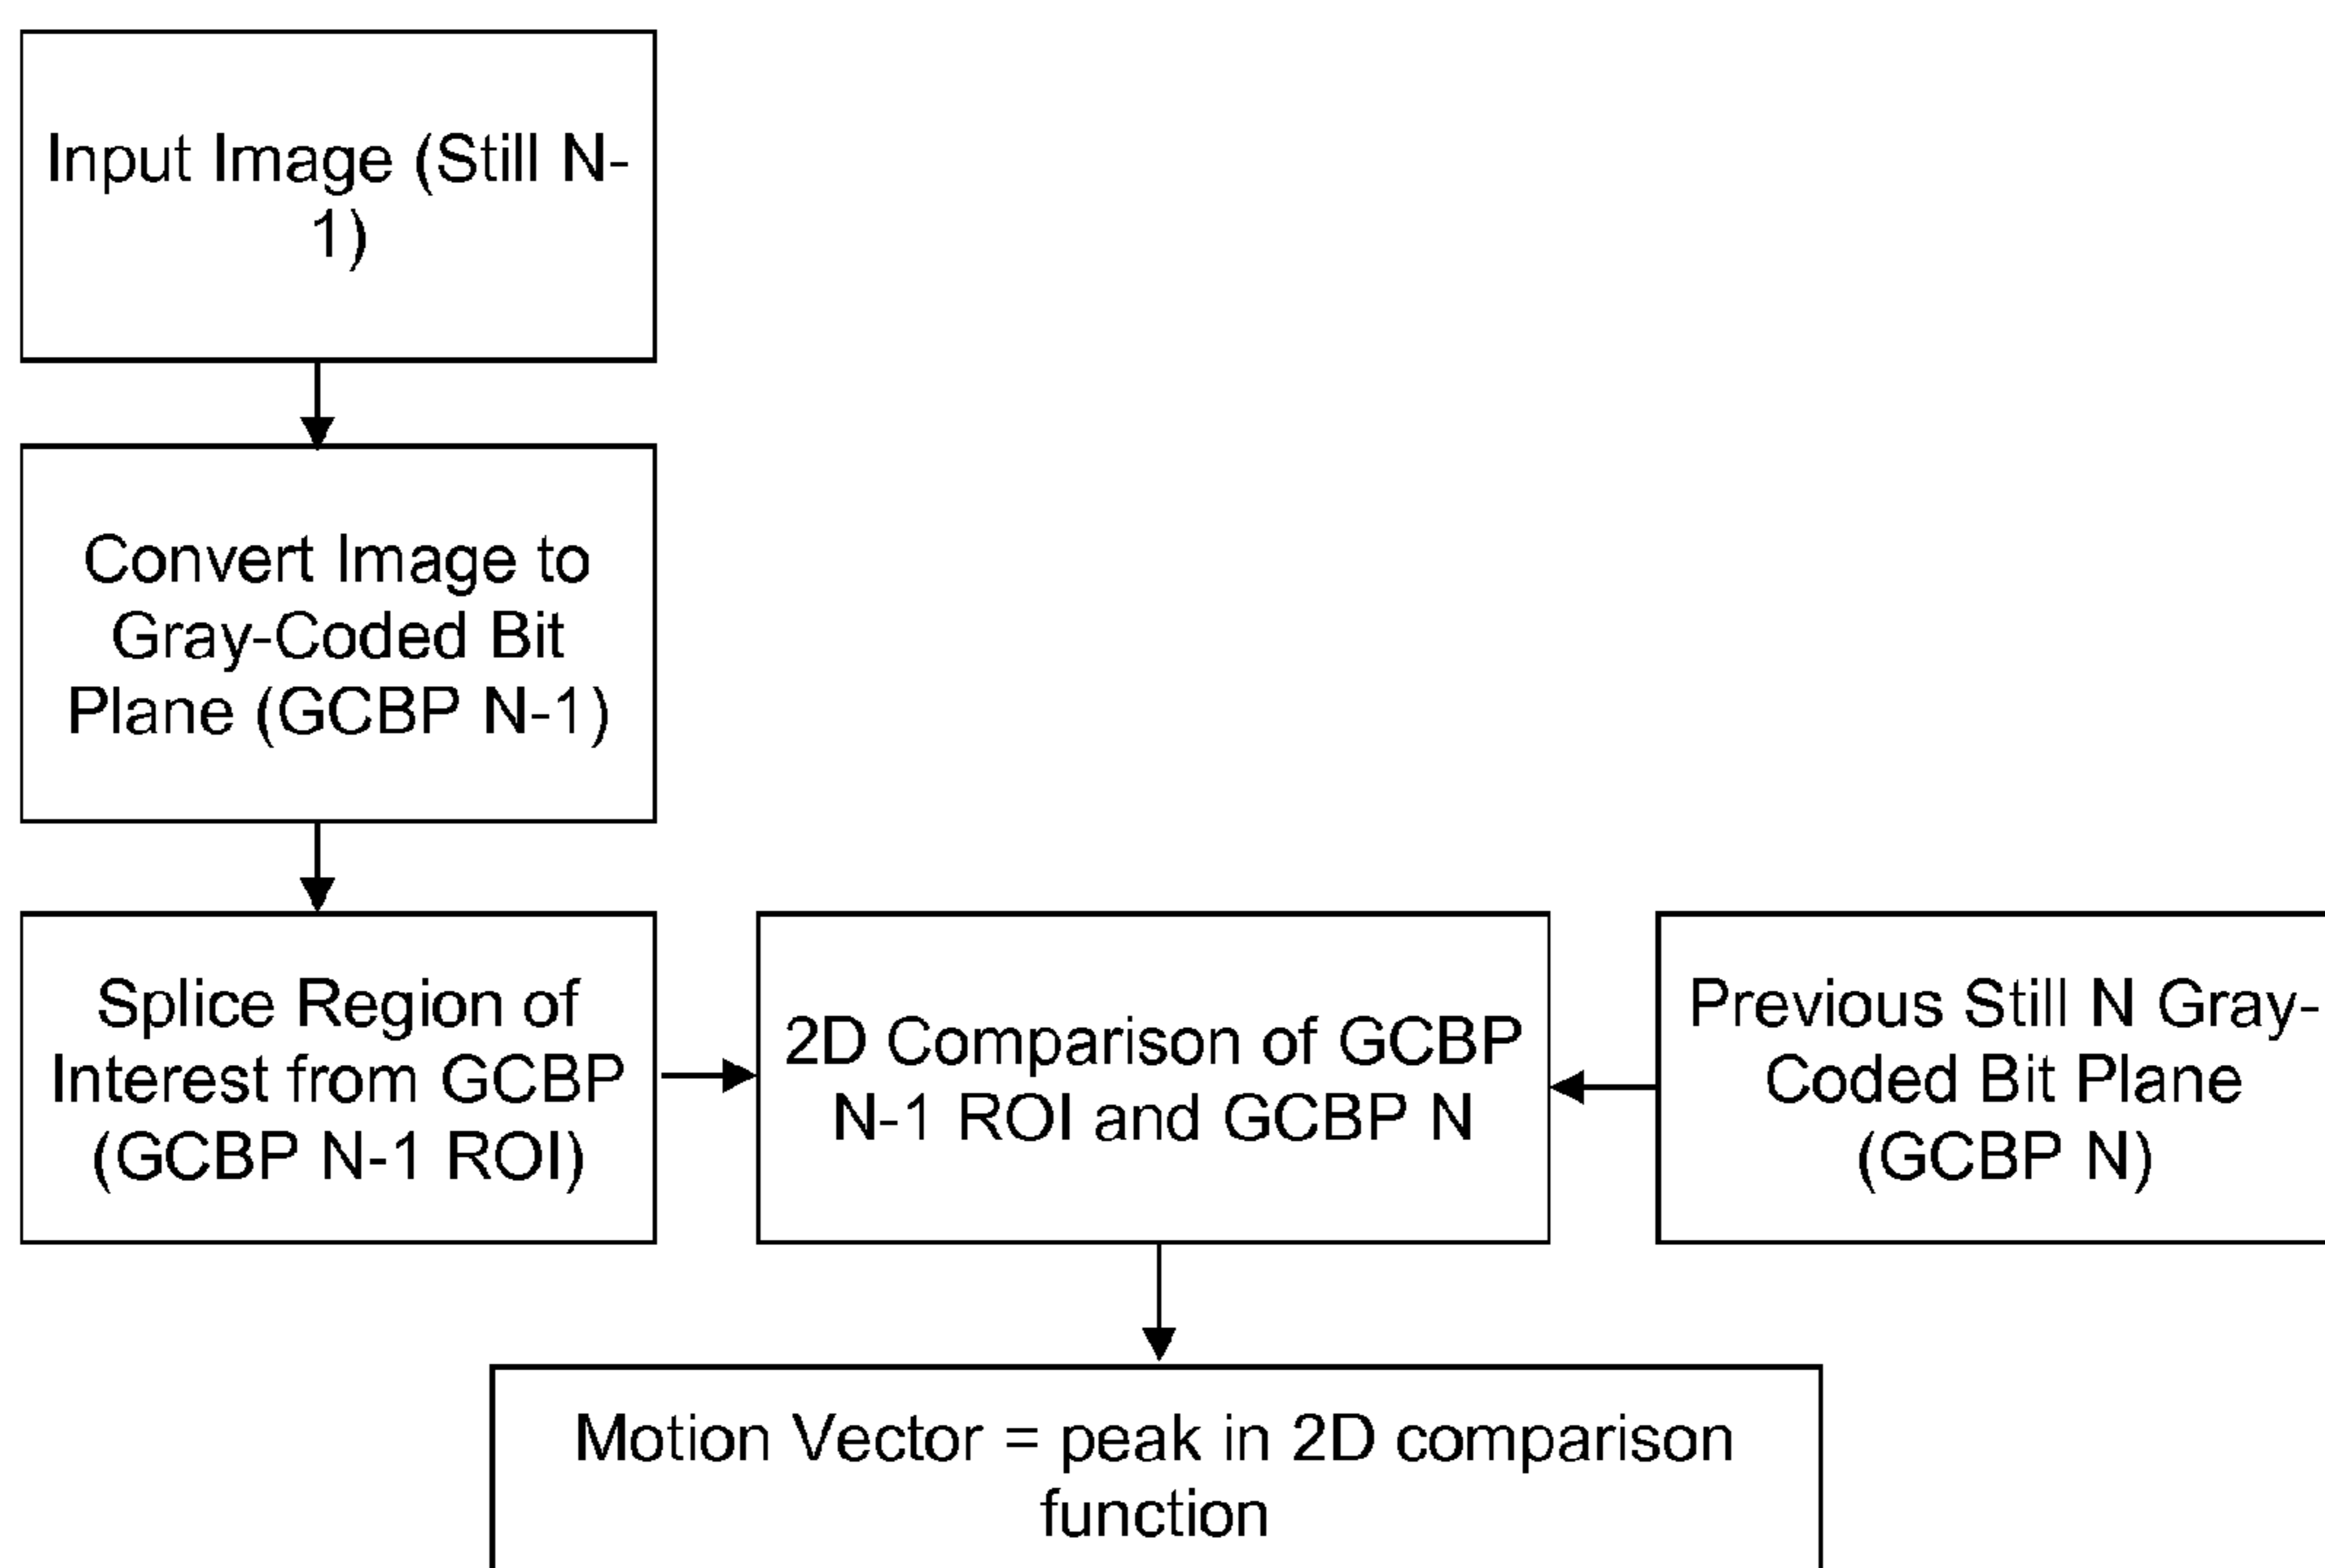 Input Image (Still N-
1)
Convert Image to
Gray-Coded Bit
Plane (GCBP N-1)
Splice Region of
Interest from GCBP
(GCBP N-1 ROI)
2D Comparison of GCBP
N-1 ROI and GCBP N
Previous Still N Gray-
Coded Bit Plane
(GCBP N)
Motion Vector = peak in 2D comparison
function